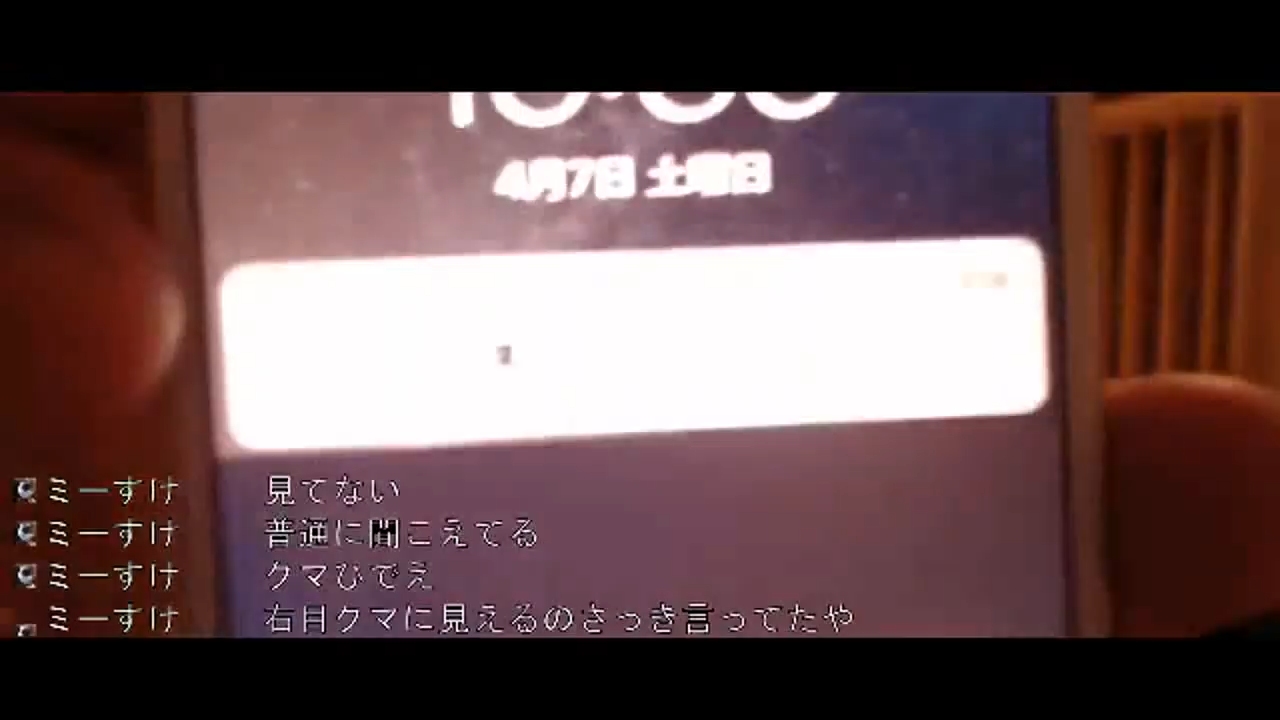 4月7日 土曜日
ミーすけ 見てない
ミーすけ 普通に聞こえてる
ミーすけ クマひでえ
ミーすけ 右目クマに見えるのさっき言ってたや